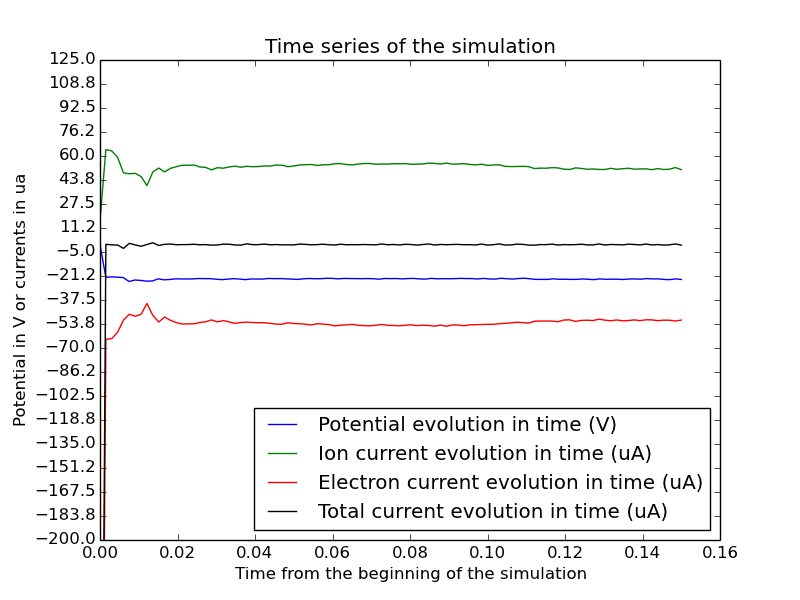 Time series of the simulation
125.0
108.8
92.5
76.2
60.0
43.8
27.5
11.2
−5.0
−21.2
−37.5
−53.8
−70.0
−86.2
−102.5
−118.8
−135.0
−151.2
−167.5
−183.8
−200.0
Potential in V or currents in ua
Potential evolution in time (V)
Ion current evolution in time (uA)
Electron current evolution in time (uA)
Total current evolution in time (uA)
0.00 0.02 0.04 0.06 0.08 0.10 0.12 0.14 0.16
Time from the beginning of the simulation